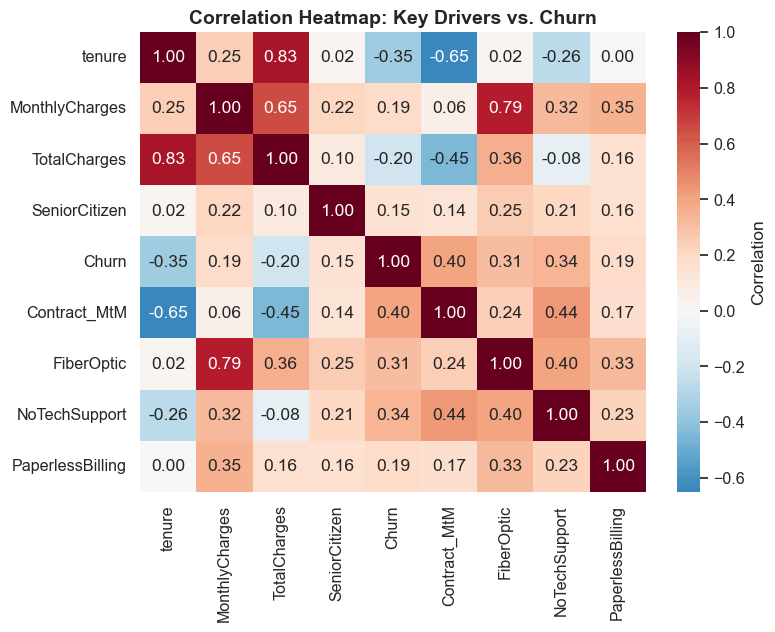 Correlation Heatmap: Key Drivers vs. Churn
tenure 1.00 0.25 0.83 0.02 -0.35 -0.65 0.02 -0.26 0.00
MonthlyCharges 0.25 1.00 0.65 0.22 0.19 0.06 0.79 0.32 0.35
TotalCharges 0.83 0.65 1.00 0.10 -0.20 -0.45 0.36 -0.08 0.16
SeniorCitizen 0.02 0.22 0.10 1.00 0.15 0.14 0.25 0.21 0.16
Churn -0.35 0.19 -0.20 0.15 1.00 0.40 0.31 0.34 0.19
Contract_MtM -0.65 0.06 -0.45 0.14 0.40 1.00 0.24 0.44 0.17
FiberOptic 0.02 0.79 0.36 0.25 0.31 0.24 1.00 0.40 0.33
NoTechSupport -0.26 0.32 -0.08 0.21 0.34 0.44 0.40 1.00 0.23
PaperlessBilling 0.00 0.35 0.16 0.16 0.19 0.17 0.33 0.23 1.00
tenure
MonthlyCharges
TotalCharges
SeniorCitizen
Churn
Contract_MtM
FiberOptic
NoTechSupport
PaperlessBilling
1.0
0.8
0.6
0.4
0.2
0.0
−0.2
−0.4
−0.6
Correlation